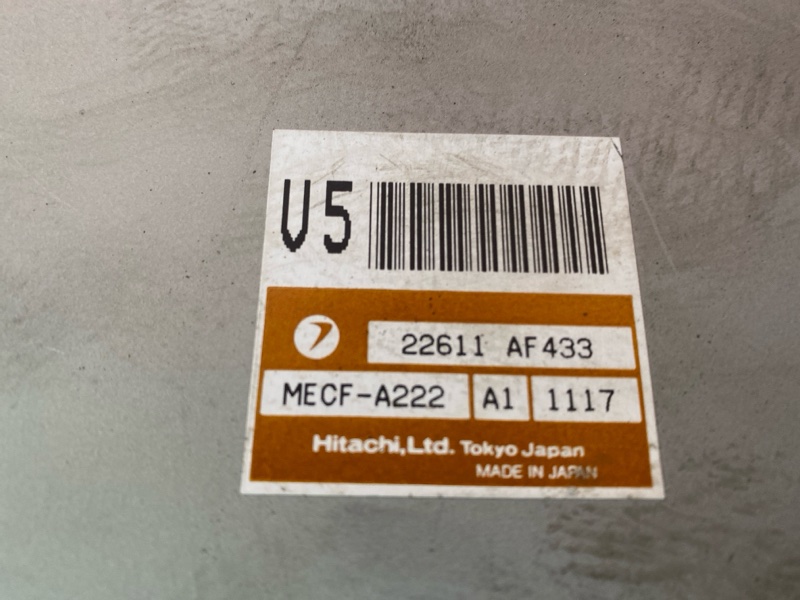 V5
22611 AF433
MECF-A222 A1 1117
Hitachi,Ltd. Tokyo Japan
MADE IN JAPAN